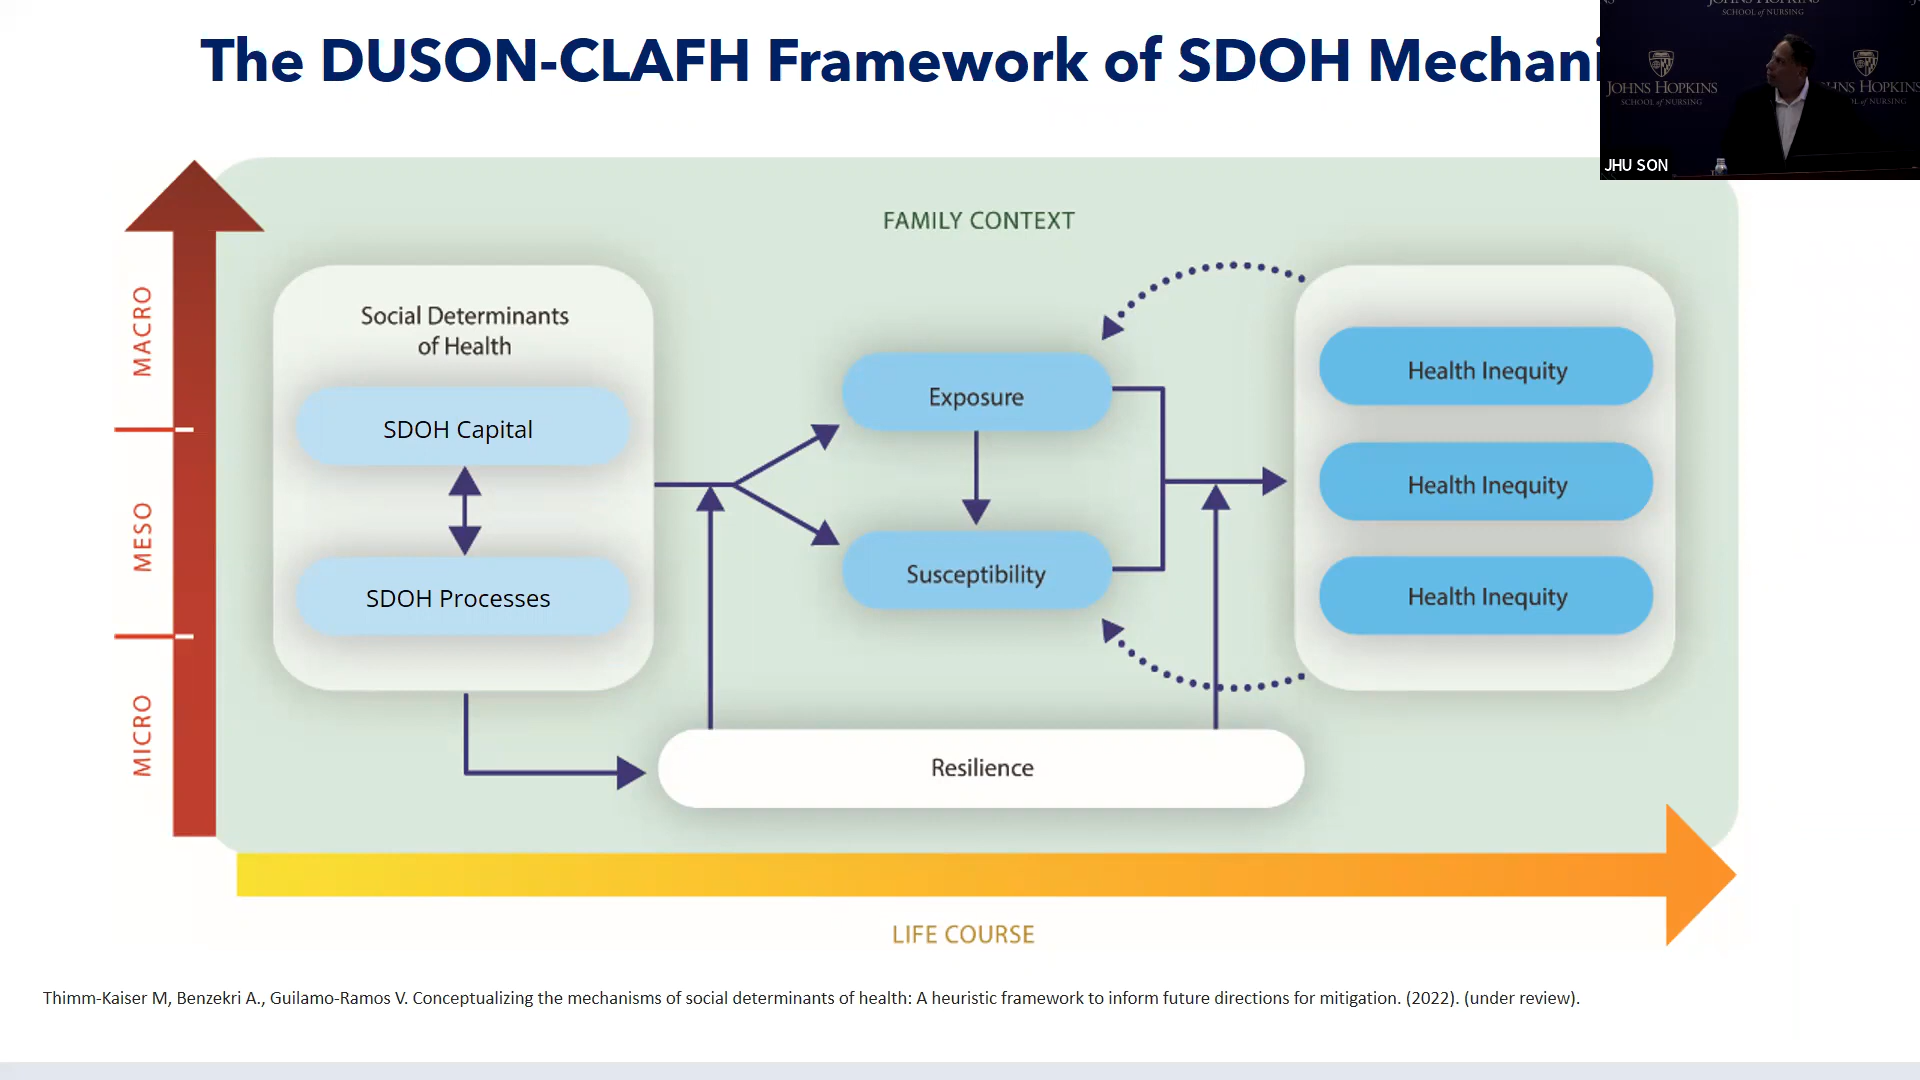 The DUSON-CLAFH Framework of SDOH Mechani
JOHNS HOPKINS
SCHOOL of NURSING
SCHOOL of NURSING
JHU SON
FAMILY CONTEXT
MACRO
MESO
MICRO
Social Determinants
of Health
SDOH Capital
SDOH Processes
Exposure
Susceptibility
Health Inequity
Health Inequity
Health Inequity
Resilience
LIFE COURSE
Thimm-Kaiser M, Benzekri A., Guilamo-Ramos V. Conceptualizing the mechanisms of social determinants of health: A heuristic framework to inform future directions for mitigation. (2022). (under review).